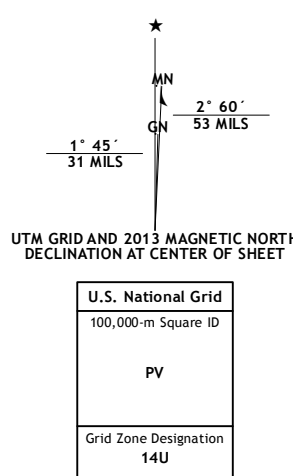 ★
MN
GN
2° 60´
53 MILS
1° 45´
31 MILS
UTM GRID AND 2013 MAGNETIC NORTH
DECLINATION AT CENTER OF SHEET
U.S. National Grid
100,000-m Square ID
PV
Grid Zone Designation
14U